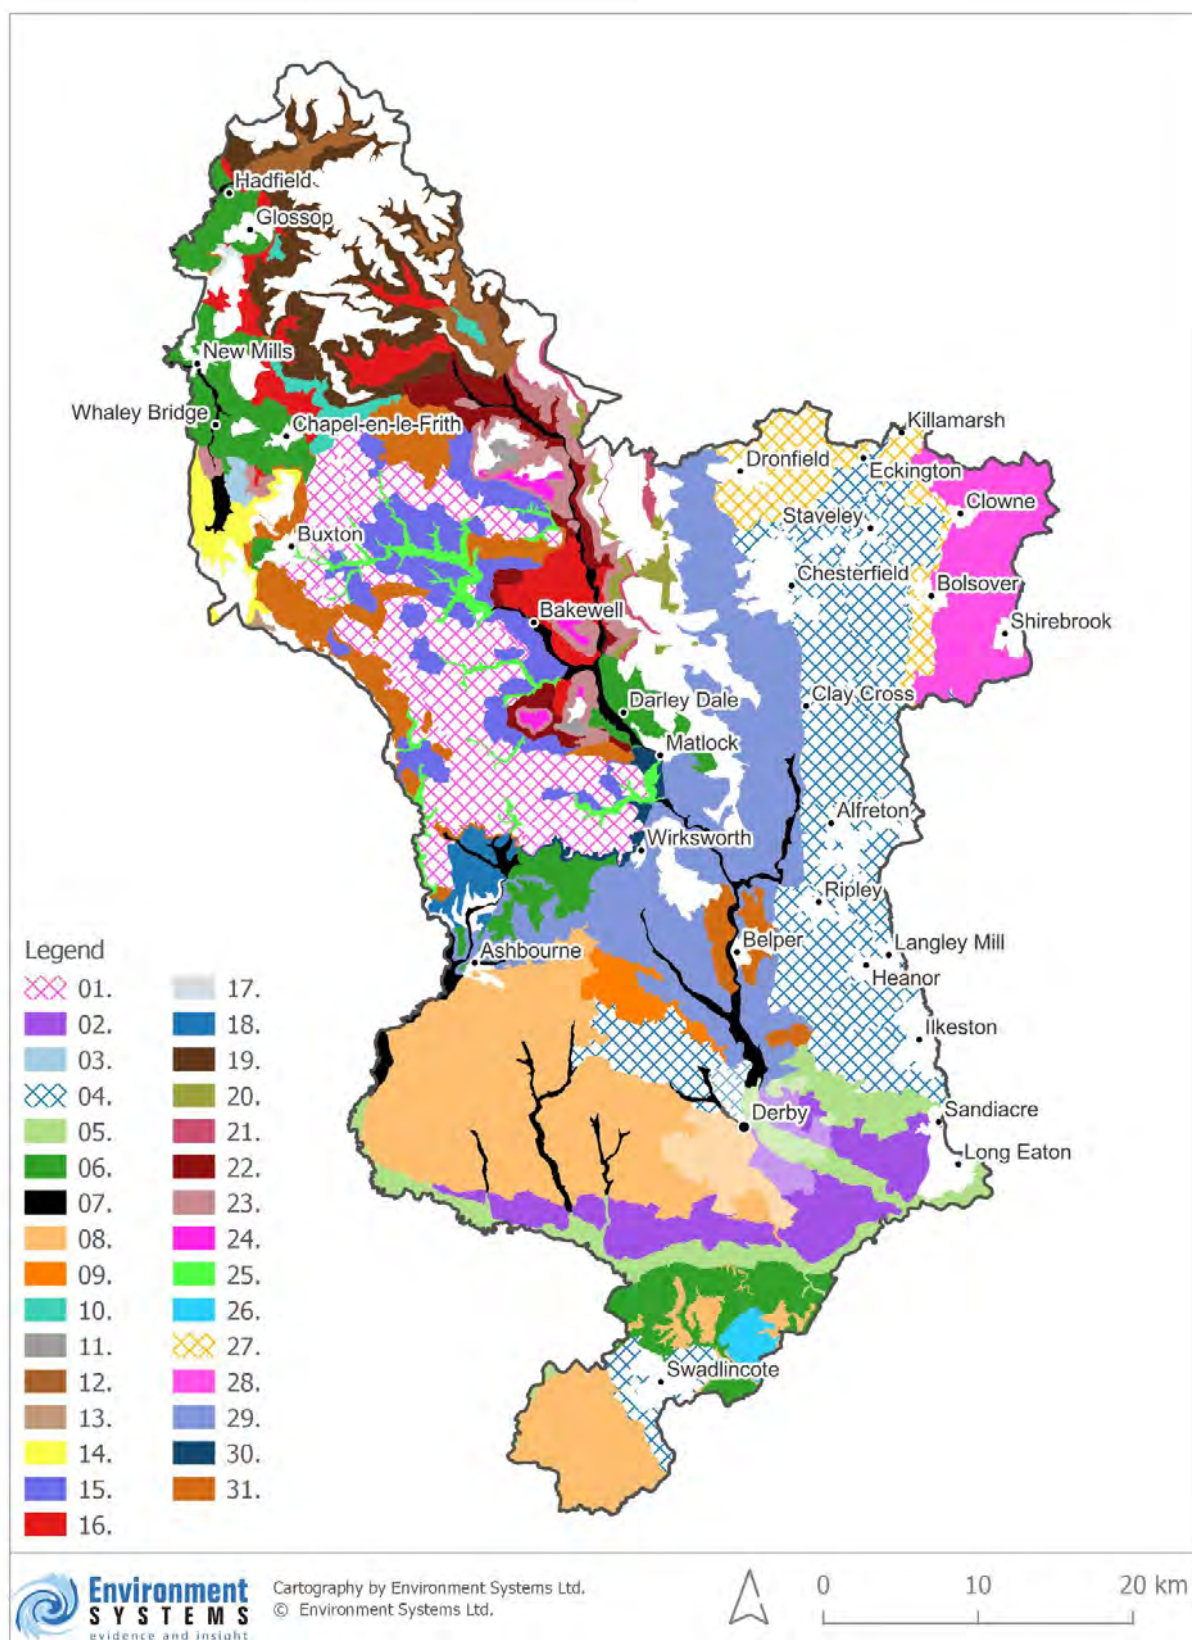 Hadfield
Glossop
New Mills
Whaley Bridge
Chapel-en-le-Frith
Killamarsh
Dronfield
Eckington
Clowne
Staveley
Buxton
Chesterfield
Bolsover
Bakewell
Shirebrook
Darley Dale
Clay Cross
Matlock
Alfreton
Wirksworth
Ripley
Langley Mill
Ashbourne
Belper
Heanor
Ilkeston
Derby
Sandiacre
Long Eaton
Swadlincote
Legend
01.
02.
03.
04.
05.
06.
07.
08.
09.
10.
11.
12.
13.
14.
15.
16.
17.
18.
19.
20.
21.
22.
23.
24.
25.
26.
27.
28.
29.
30.
31.
Environment
SYSTEMS
evidence and insight
Cartography by Environment Systems Ltd.
© Environment Systems Ltd.
0 10 20 km